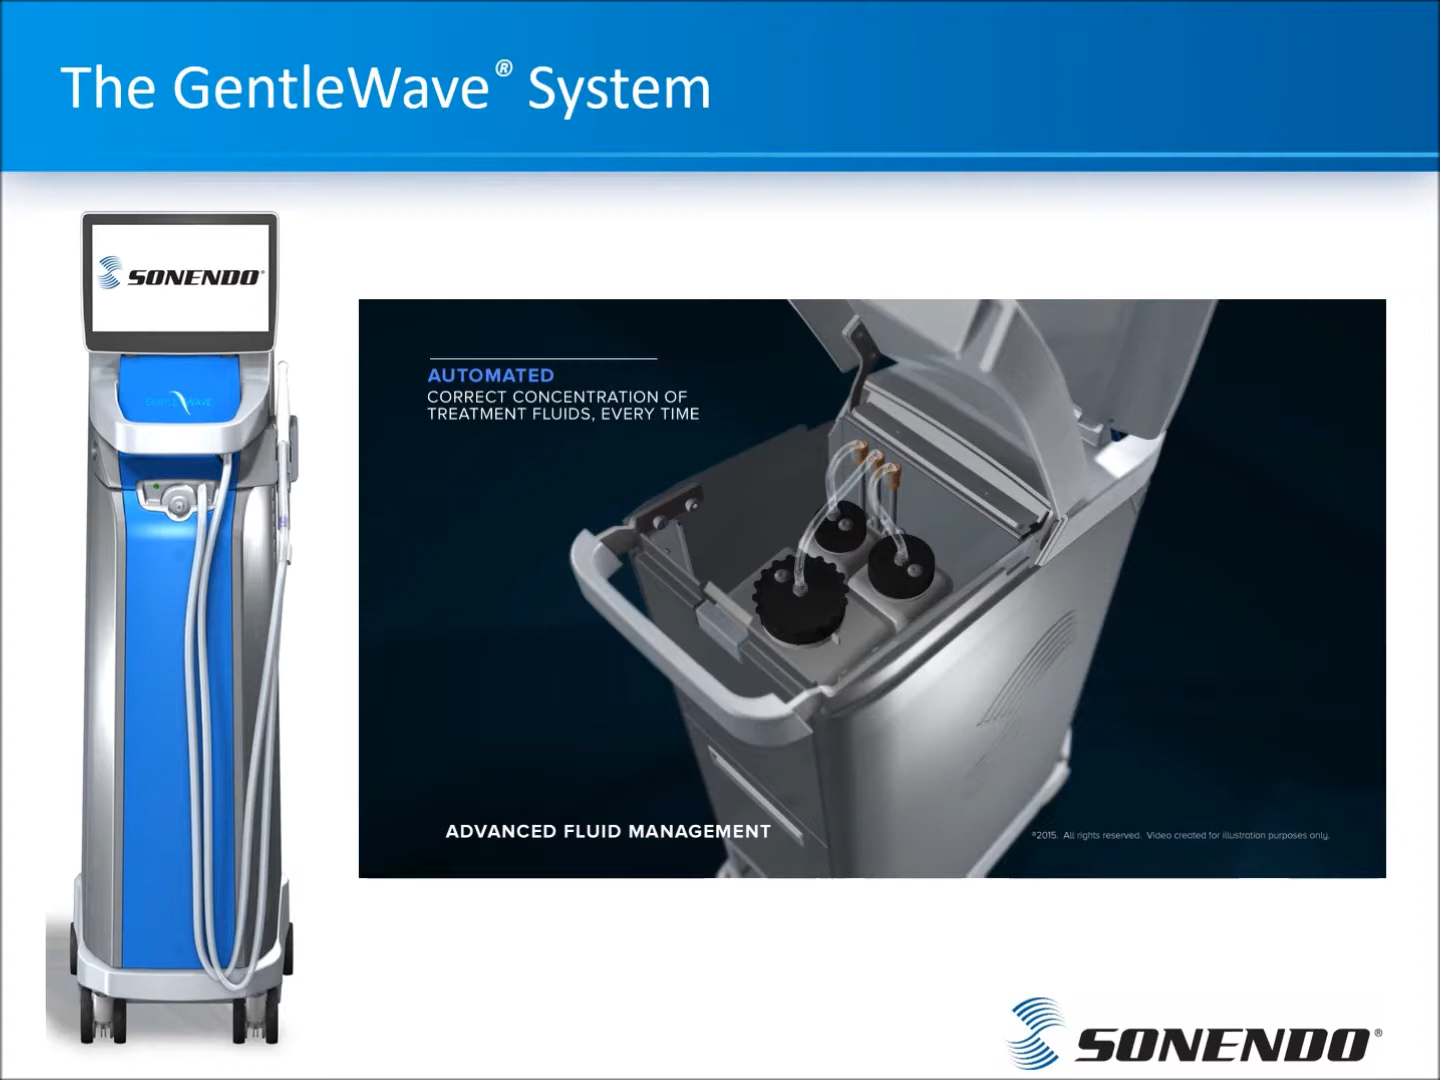 The GentleWave® System
SONENDO®
GENTLEWAVE
AUTOMATED
CORRECT CONCENTRATION OF
TREATMENT FLUIDS, EVERY TIME
ADVANCED FLUID MANAGEMENT
©2015. All rights reserved. Video created for illustration purposes only.
SONENDO®